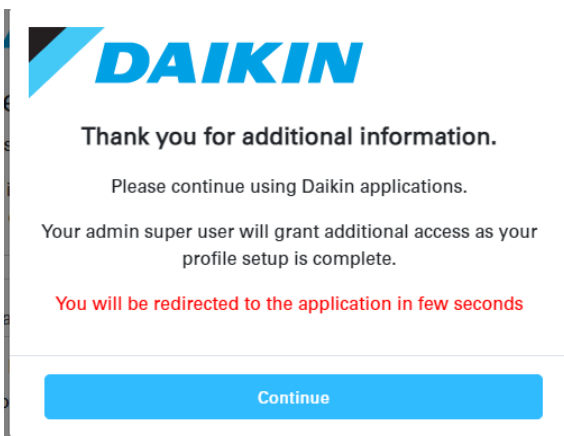 DAIKIN
Thank you for additional information.
Please continue using Daikin applications.
Your admin super user will grant additional access as your
profile setup is complete.
You will be redirected to the application in few seconds
Continue